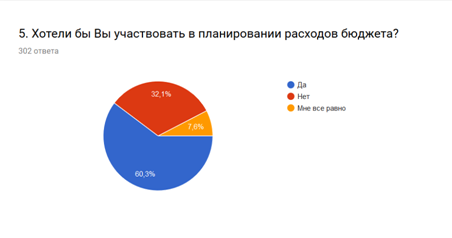 5. Хотели бы Вы участвовать в планировании расходов бюджета?
302 ответа
Да
Нет
Мне все равно
32,1%
7,6%
60,3%